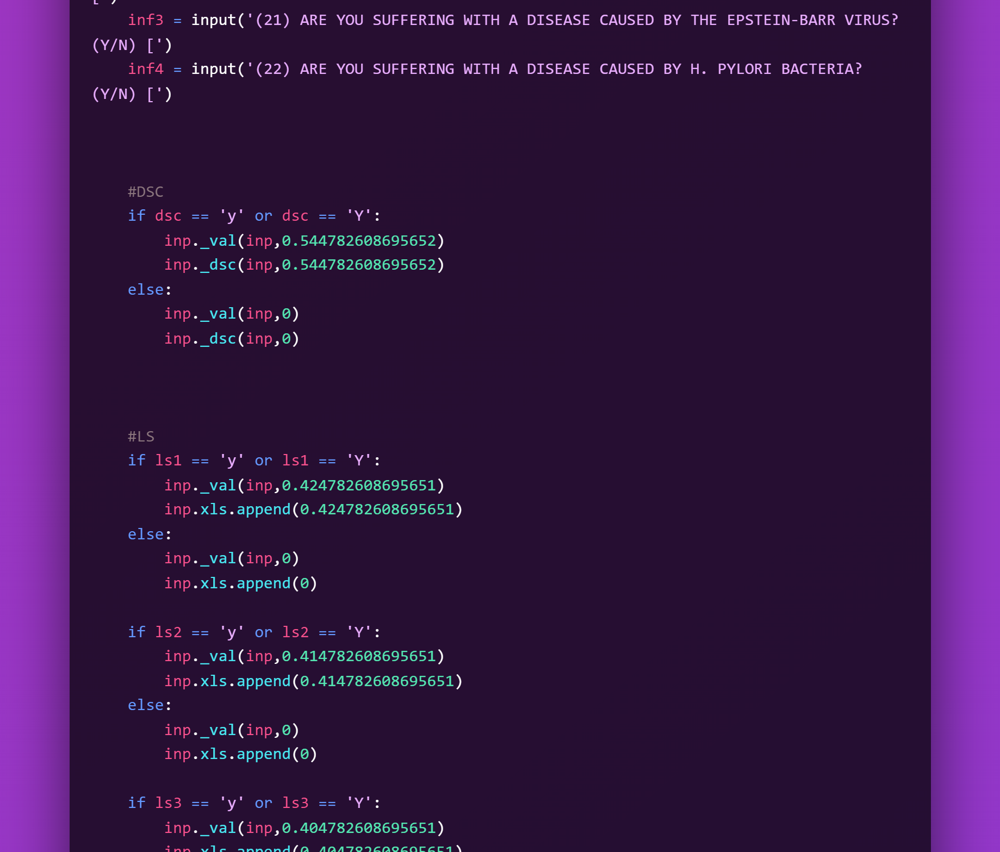 [')
    inf3 = input('(21) ARE YOU SUFFERING WITH A DISEASE CAUSED BY THE EPSTEIN-BARR VIRUS?
(Y/N) [')
    inf4 = input('(22) ARE YOU SUFFERING WITH A DISEASE CAUSED BY H. PYLORI BACTERIA?
(Y/N) [')
    #DSC
    if dsc == 'y' or dsc == 'Y':
        inp._val(inp,0.544782608695652)
        inp._dsc(inp,0.544782608695652)
    else:
        inp._val(inp,0)
        inp._dsc(inp,0)
    #LS
    if ls1 == 'y' or ls1 == 'Y':
        inp._val(inp,0.424782608695651)
        inp.xls.append(0.424782608695651)
    else:
        inp._val(inp,0)
        inp.xls.append(0)
    if ls2 == 'y' or ls2 == 'Y':
        inp._val(inp,0.414782608695651)
        inp.xls.append(0.414782608695651)
    else:
        inp._val(inp,0)
        inp.xls.append(0)
    if ls3 == 'y' or ls3 == 'Y':
        inp._val(inp,0.404782608695651)
        inp.xls.append(0.404782608695651)